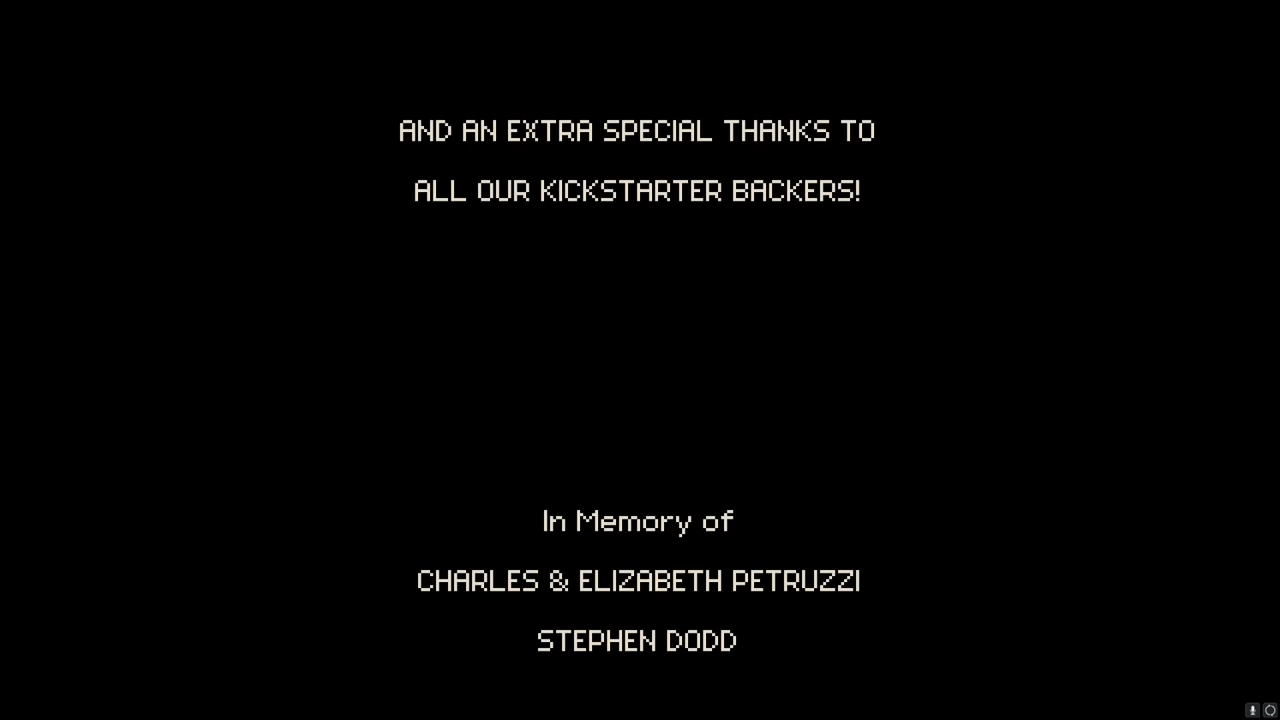 AND AN EXTRA SPECIAL THANKS TO
ALL OUR KICKSTARTER BACKERS!
In Memory of
CHARLES & ELIZABETH PETRUZZI
STEPHEN DODD